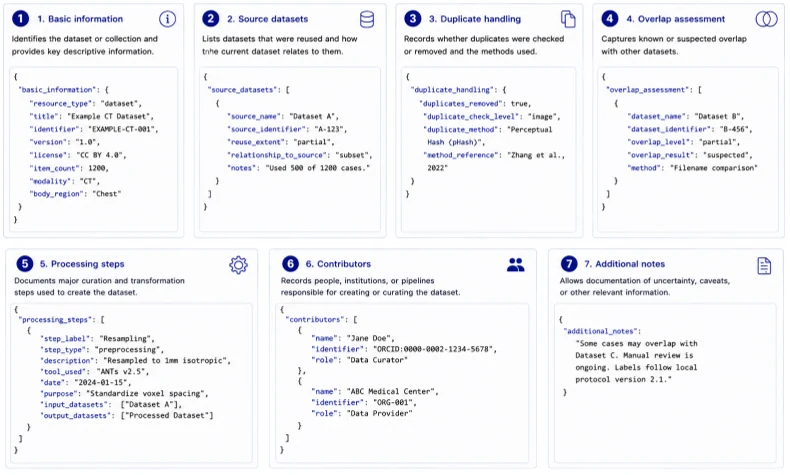 1 1. Basic information
Identifies the dataset or collection and
provides key descriptive information.
{
"basic_information": {
"resource_type": "dataset",
"title": "Example CT Dataset",
"identifier": "EXAMPLE-CT-001",
"version": "1.0",
"license": "CC BY 4.0",
"item_count": 1200,
"modality": "CT",
"body_region": "Chest"
}
}
2 2. Source datasets
Lists datasets that were reused and how
the current dataset relates to them.
{
"source_datasets": [
{
"source_name": "Dataset A",
"source_identifier": "A-123",
"reuse_extent": "partial",
"relationship_to_source": "subset",
"notes": "Used 500 of 1200 cases."
}
]
}
3 3. Duplicate handling
Records whether duplicates were checked
or removed and the methods used.
{
"duplicate_handling": {
"duplicates_removed": true,
"duplicate_check_level": "image",
"duplicate_method": "Perceptual
Hash (pHash)",
"method_reference": "Zhang et al.,
2022"
}
}
4 4. Overlap assessment
Captures known or suspected overlap
with other datasets.
{
"overlap_assessment": [
{
"dataset_name": "Dataset B",
"dataset_identifier": "B-456",
"overlap_level": "partial",
"overlap_result": "suspected",
"method": "Filename comparison"
}
]
}
5 5. Processing steps
Documents major curation and transformation
steps used to create the dataset.
{
"processing_steps": [
{
"step_label": "Resampling",
"step_type": "preprocessing",
"description": "Resampled to 1mm isotropic",
"tool_used": "ANTs v2.5",
"date": "2024-01-15",
"purpose": "Standardize voxel spacing",
"input_datasets": ["Dataset A"],
"output_datasets": ["Processed Dataset"]
}
]
}
6 6. Contributors
Records people, institutions, or pipelines
responsible for creating or curating the dataset.
{
"contributors": [
{
"name": "Jane Doe",
"identifier": "ORCID:0000-0002-1234-5678",
"role": "Data Curator"
},
{
"name": "ABC Medical Center",
"identifier": "ORG-001",
"role": "Data Provider"
}
]
}
7 7. Additional notes
Allows documentation of uncertainty, caveats,
or other relevant information.
{
"additional_notes":
"Some cases may overlap with
Dataset C. Manual review is
ongoing. Labels follow local
protocol version 2.1."
}